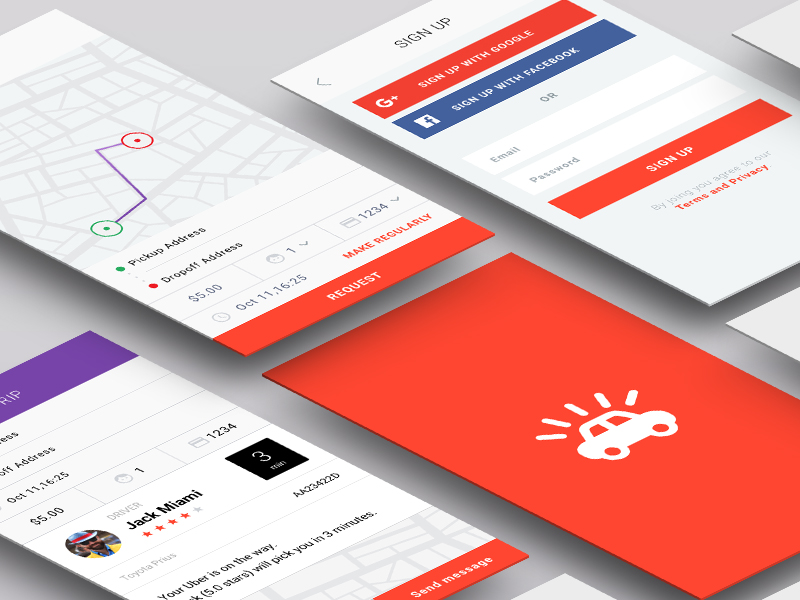 SIGN UP
G+ SIGN UP WITH GOOGLE
f SIGN UP WITH FACEBOOK
OR
Email
Password
SIGN UP
By joing you agree to our
Terms and Privacy.
Pickup Address
Dropoff Address
$5.00
1
1234
Oct 11,16:25
MAKE REGULARLY
REQUEST
RIP
ess
off Address
Oct 11,16:25
$5.00
1
1234
DRIVER
Jack Miami
3
min
Toyota Prius
AA23422D
Your Uber is on the way.
k (5.0 stars) will pick you in 3 minutes.
Send message